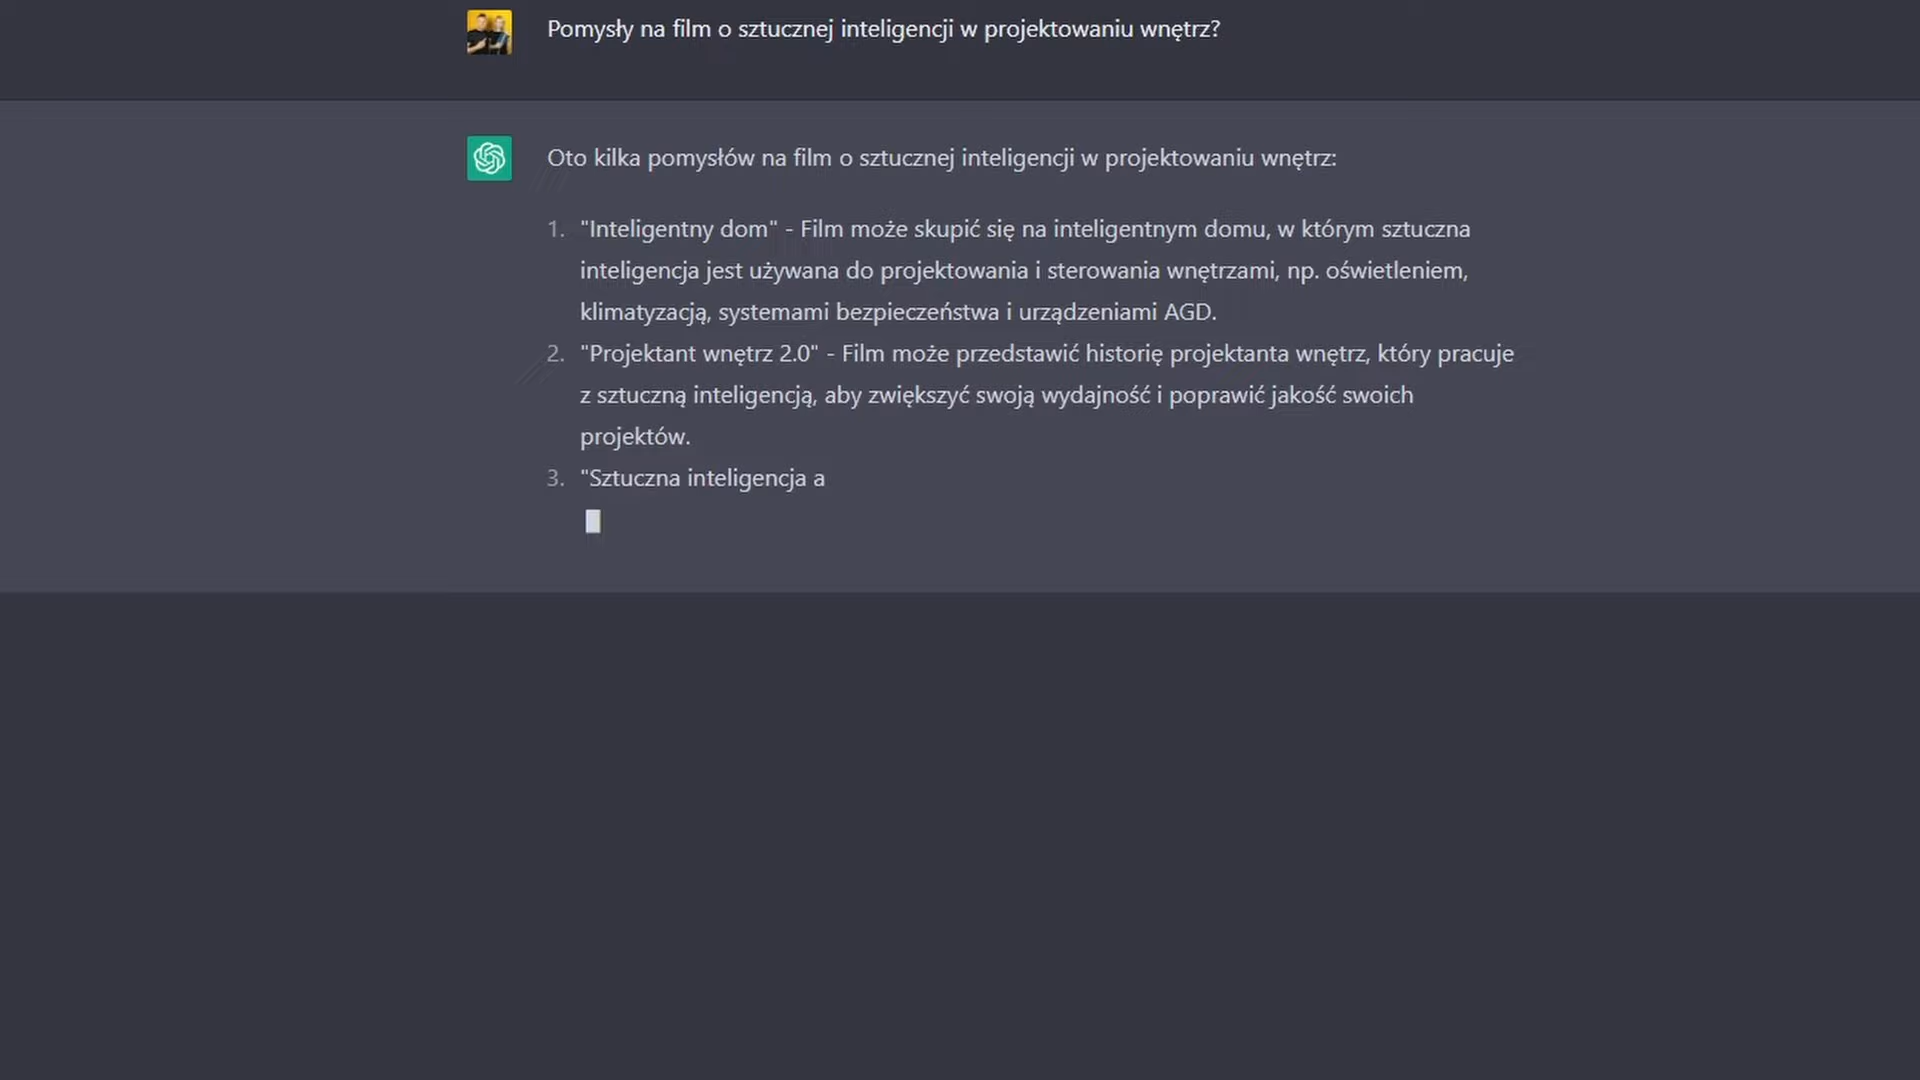 Pomysły na film o sztucznej inteligencji w projektowaniu wnętrz?
Oto kilka pomysłów na film o sztucznej inteligencji w projektowaniu wnętrz:
1. "Inteligentny dom" - Film może skupić się na inteligentnym domu, w którym sztuczna
inteligencja jest używana do projektowania i sterowania wnętrzami, np. oświetleniem,
klimatyzacją, systemami bezpieczeństwa i urządzeniami AGD.
2. "Projektant wnętrz 2.0" - Film może przedstawić historię projektanta wnętrz, który pracuje
z sztuczną inteligencją, aby zwiększyć swoją wydajność i poprawić jakość swoich
projektów.
3. "Sztuczna inteligencja a